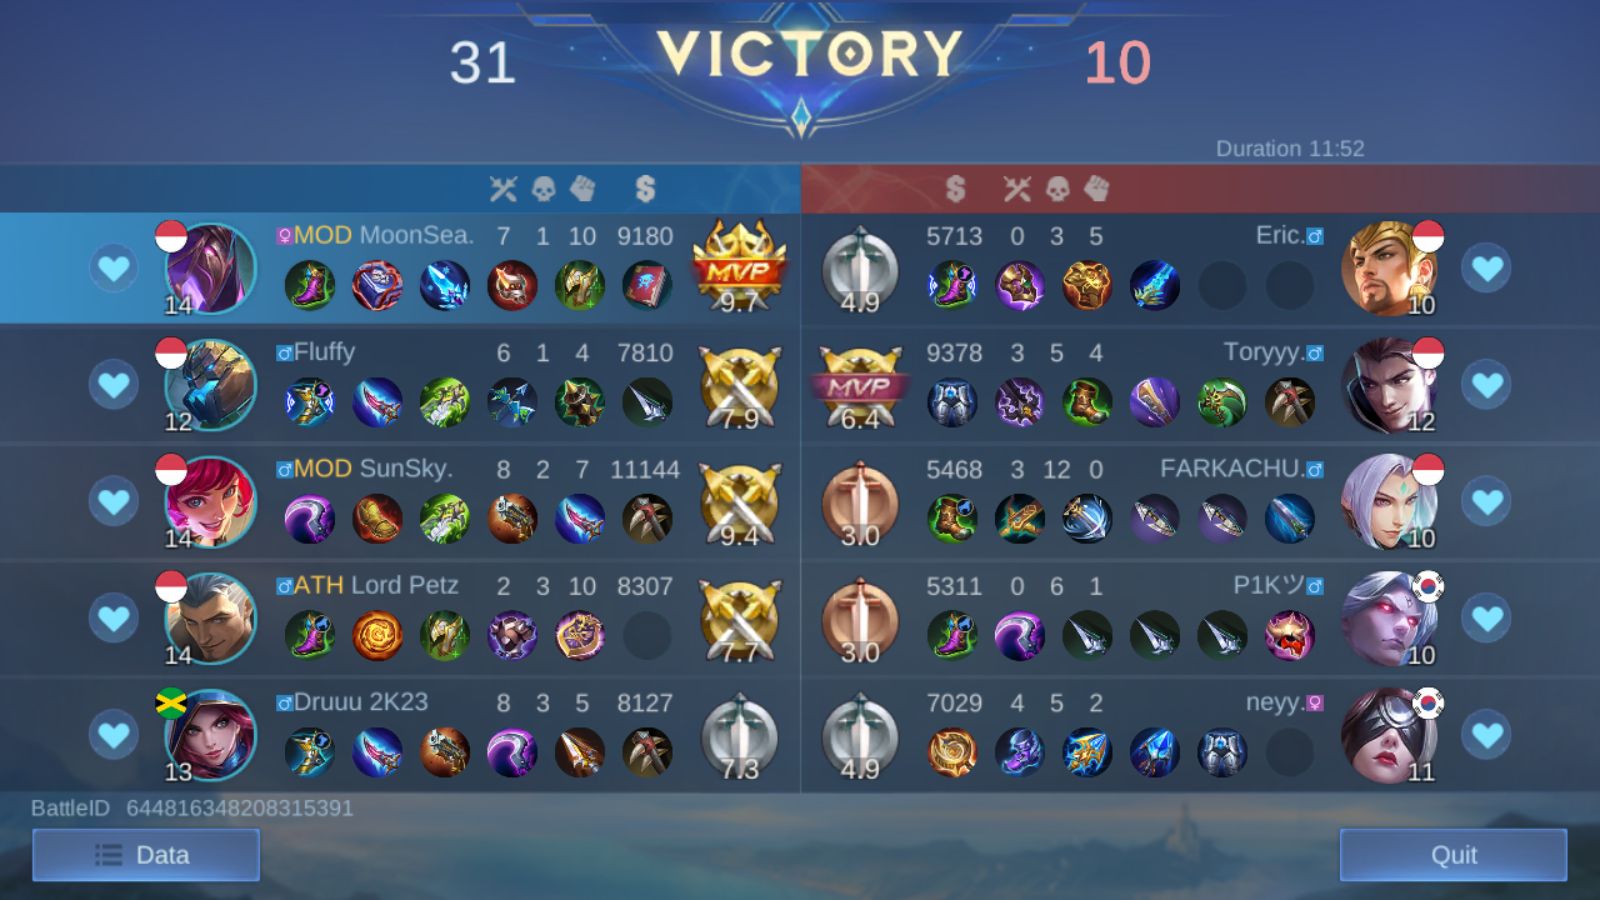 31 VICTORY 10
Duration 11:52
MOD MoonSea. 7 1 10 9180 MVP 9.7 14
4.9 5713 0 3 5 Eric. 10
Fluffy 6 1 4 7810 7.9 12
MVP 6.4 9378 3 5 4 Toryyy. 12
MOD SunSky. 8 2 7 11144 9.4 14
3.0 5468 3 12 0 FARKACHU. 10
ATH Lord Petz 2 3 10 8307 7.7 14
3.0 5311 0 6 1 P1Kツ 10
Druuu 2K23 8 3 5 8127 7.3 13
4.9 7029 4 5 2 neyy. 11
BattleID 644816348208315391
Data Quit